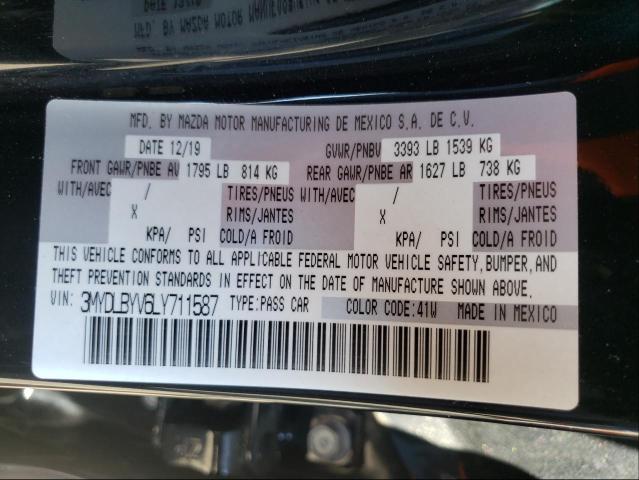 MFD. BY MAZDA MOTOR MANUFACTURING DE MEXICO S.A. DE C.V.
DATE 12/19 GVWR/PNBV 3393 LB 1539 KG
FRONT GAWR/PNBE AV 1795 LB 814 KG REAR GAWR/PNBE AR 1627 LB 738 KG
WITH/AVEC / TIRES/PNEUS WITH/AVEC / TIRES/PNEUS
X RIMS/JANTES X RIMS/JANTES
KPA/ PSI COLD/A FROID KPA/ PSI COLD/A FROID
THIS VEHICLE CONFORMS TO ALL APPLICABLE FEDERAL MOTOR VEHICLE SAFETY, BUMPER, AND
THEFT PREVENTION STANDARDS IN EFFECT ON THE DATE OF MANUFACTURE SHOWN ABOVE.
VIN: 3MYDLBYV6LY711587 TYPE:PASS CAR COLOR CODE:41W MADE IN MEXICO